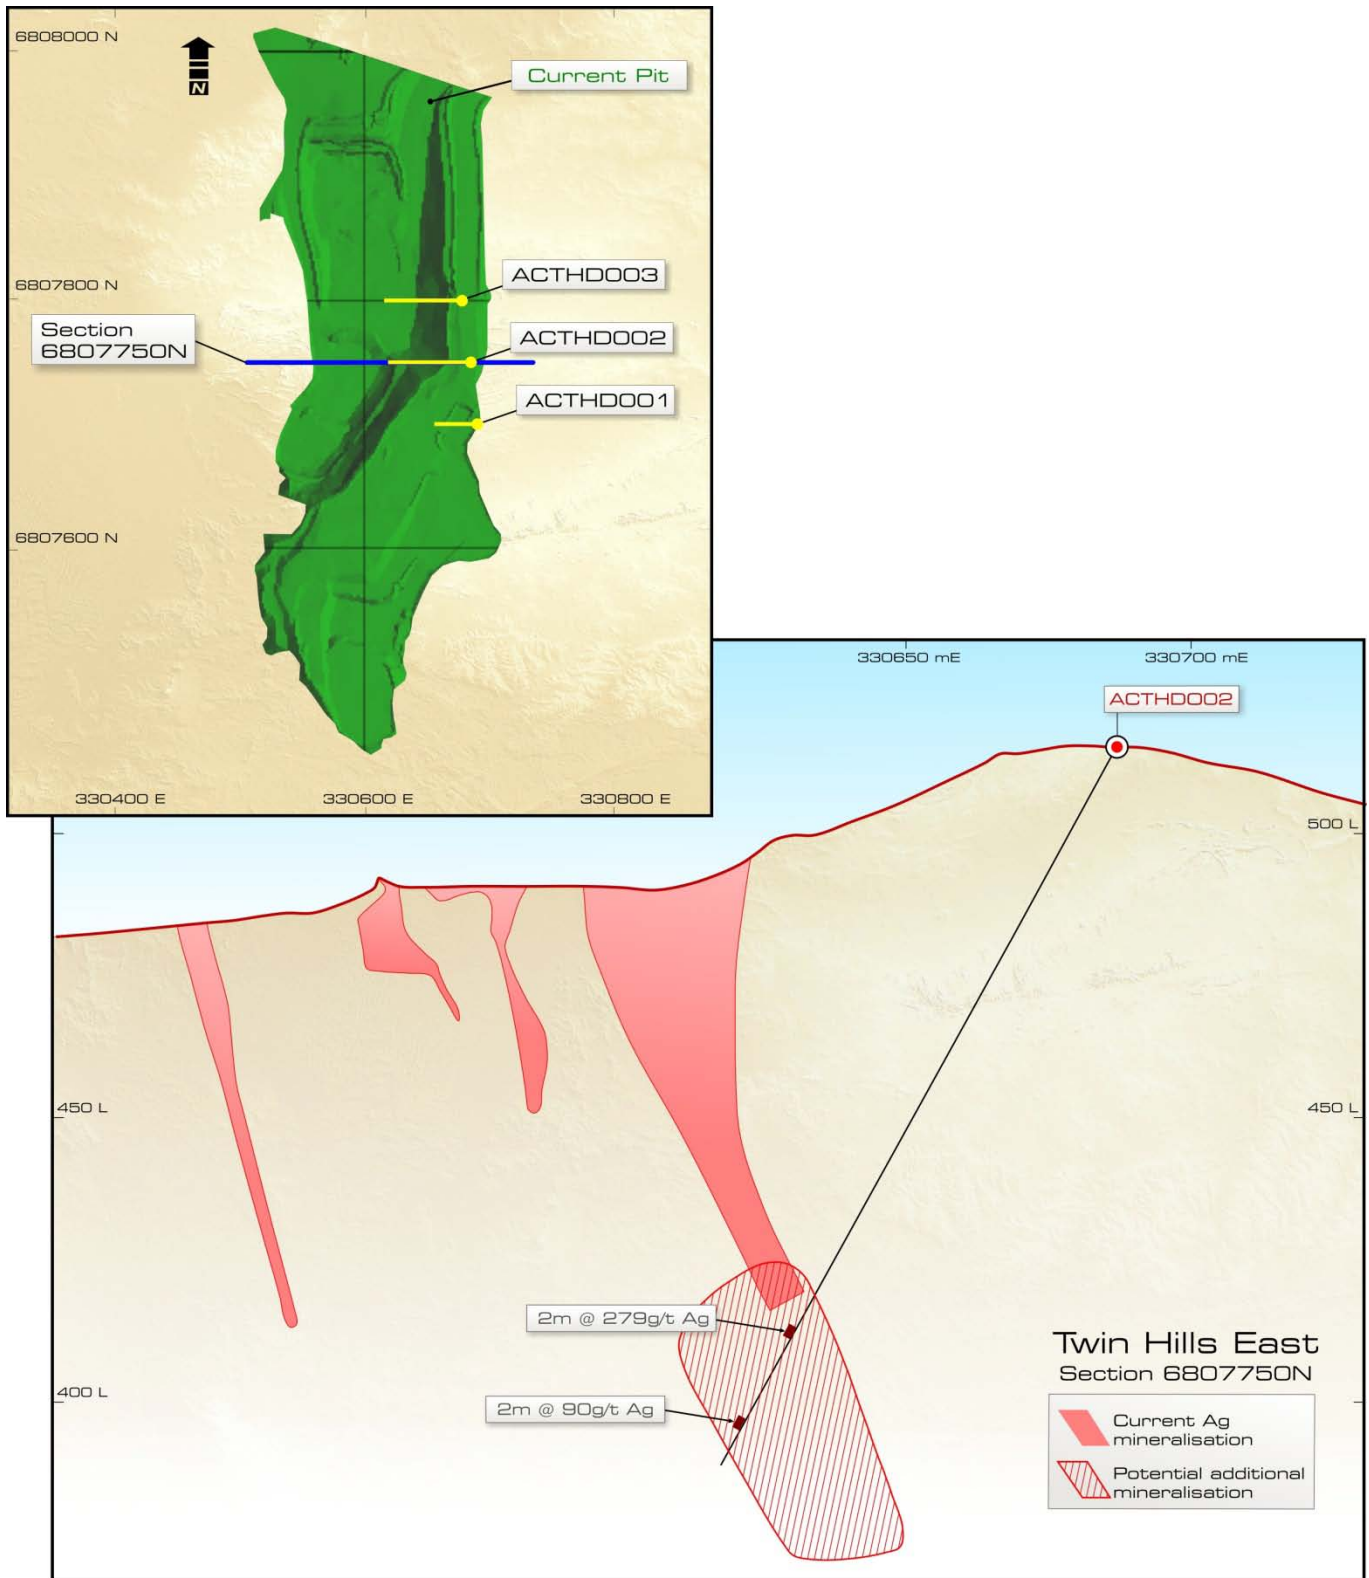 6808000 N
N
Current Pit
6807800 N
ACTHD003
Section
6807750N
ACTHD002
ACTHD001
6807600 N
330400 E
330600 E
330800 E
330650 mE
330700 mE
ACTHD002
500 L
450 L
450 L
2m @ 279g/t Ag
400 L
2m @ 90g/t Ag
Twin Hills East
Section 6807750N
Current Ag
mineralisation
Potential additional
mineralisation